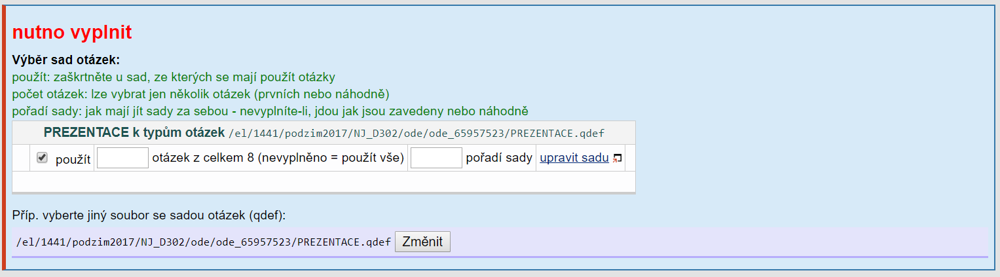 nutno vyplnit
Výběr sad otázek:
použít: zaškrtněte u sad, ze kterých se mají použít otázky
počet otázek: lze vybrat jen několik otázek (prvních nebo náhodně)
pořadí sady: jak mají jít sady za sebou - nevyplníte-li, jdou jak jsou zavedeny nebo náhodně
PREZENTACE k typům otázek /el/1441/podzim2017/NJ_D302/ode/ode_65957523/PREZENTACE.qdef
použít otázek z celkem 8 (nevyplněno = použít vše) pořadí sady upravit sadu
Příp. vyberte jiný soubor se sadou otázek (qdef):
/el/1441/podzim2017/NJ_D302/ode/ode_65957523/PREZENTACE.qdef Změnit